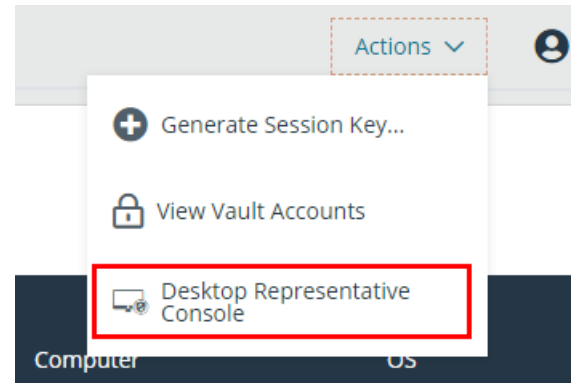 Actions
Generate Session Key...
View Vault Accounts
Desktop Representative
Console
Computer OS